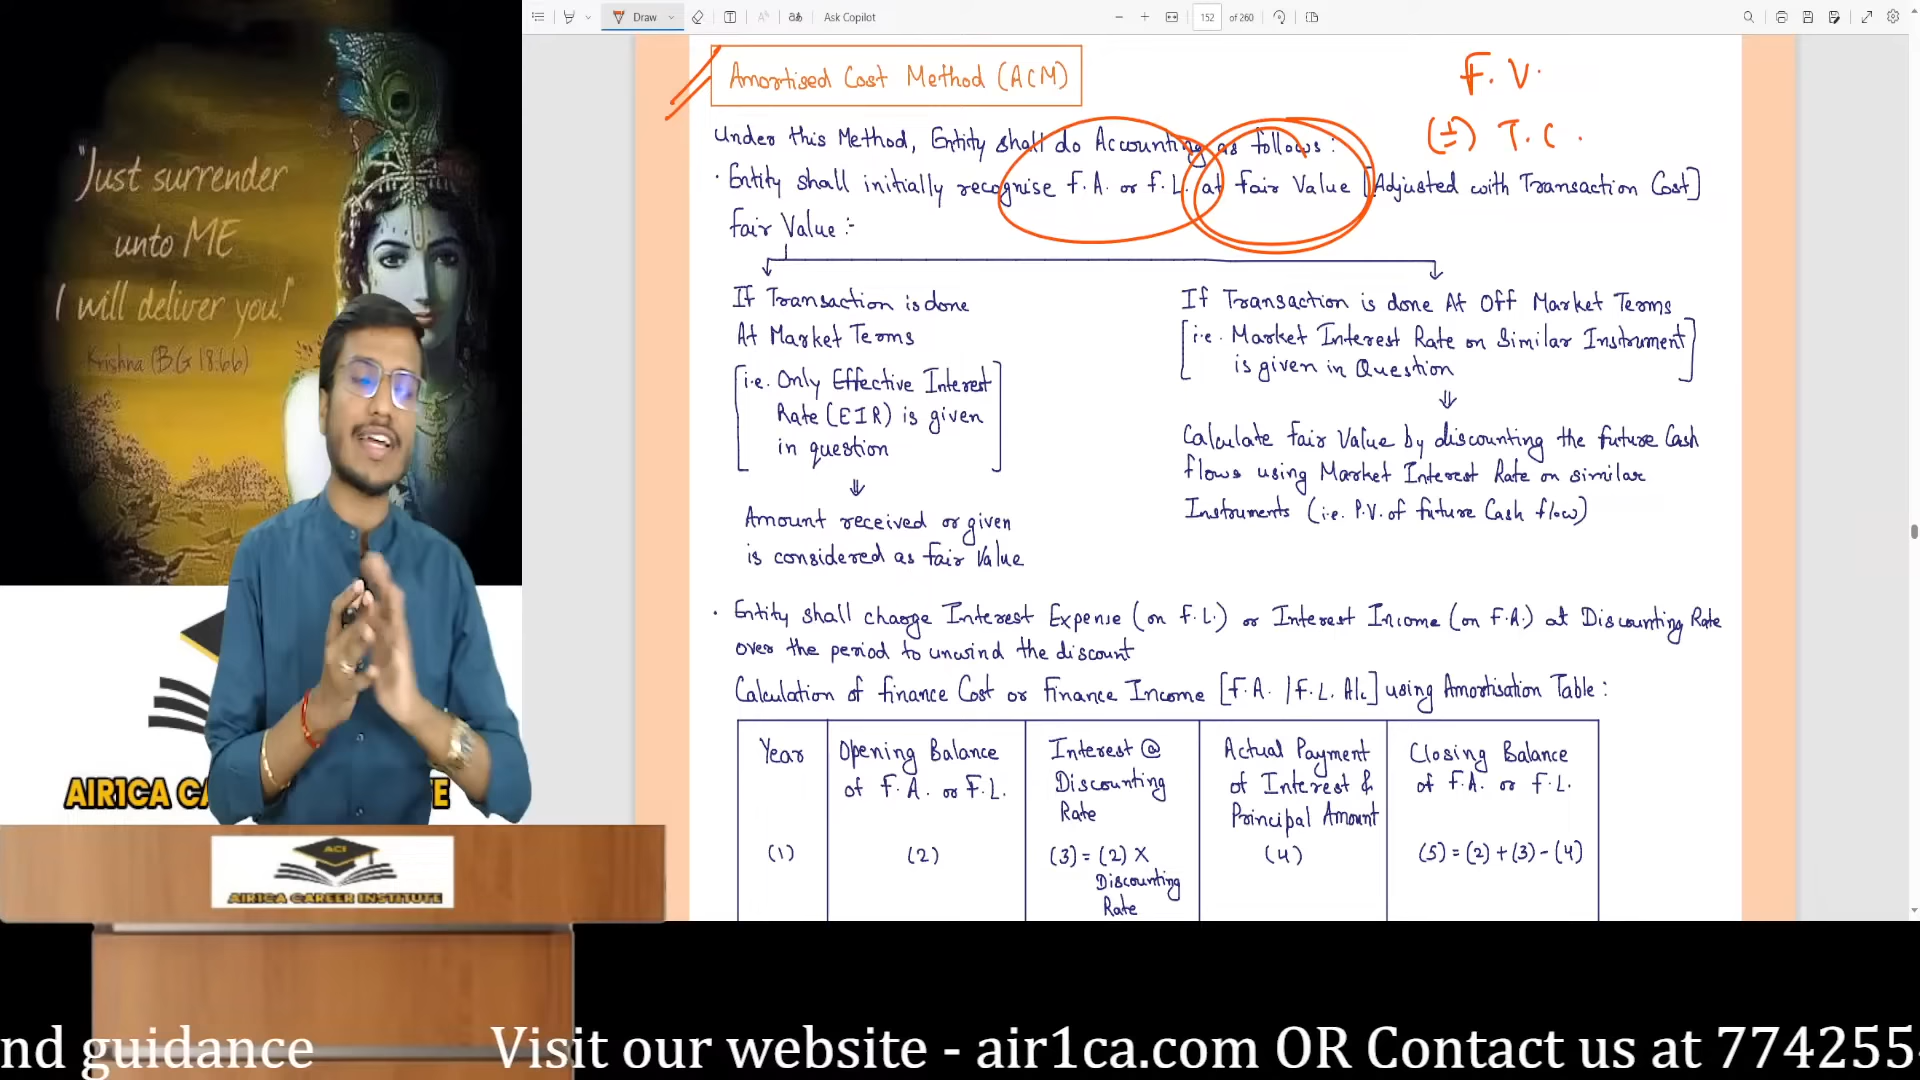 Draw
Ask Copilot
152 of 260
Amortised Cost Method (ACM)
F.V.
(±) T.C.
Under this Method, Entity shall do Accounting as follows :
· Entity shall initially recognise F.A. or F.L. at Fair Value [Adjusted with Transaction Cost]
Fair Value :-
If Transaction is done
At Market Terms
[i.e. Only Effective Interest
Rate (EIR) is given
in question]
⇓
Amount received or given
is considered as Fair Value
If Transaction is done At Off Market Terms
[i.e. Market Interest Rate on Similar Instrument
is given in Question]
⇓
Calculate Fair Value by discounting the Future Cash
Flows using Market Interest Rate on similar
Instruments (i.e. P.V. of Future Cash Flow)
· Entity shall charge Interest Expense (on F.L.) or Interest Income (on F.A.) at Discounting Rate
over the period to unwind the discount
Calculation of Finance Cost or Finance Income [F.A. / F.L. A/c] using Amortisation Table :
Year
Opening Balance
of F.A. or F.L.
Interest @
Discounting
Rate
Actual Payment
of Interest &
Principal Amount
Closing Balance
of F.A. or F.L.
(1)
(2)
(3) = (2) X
Discounting
Rate
(4)
(5) = (2) + (3) - (4)
"Just surrender
unto ME
I will deliver you!"
Krishna (B.G 18.66)
AIR1CA
ACI
AIR1CA CAREER INSTITUTE
nd guidance Visit our website - air1ca.com OR Contact us at 774255